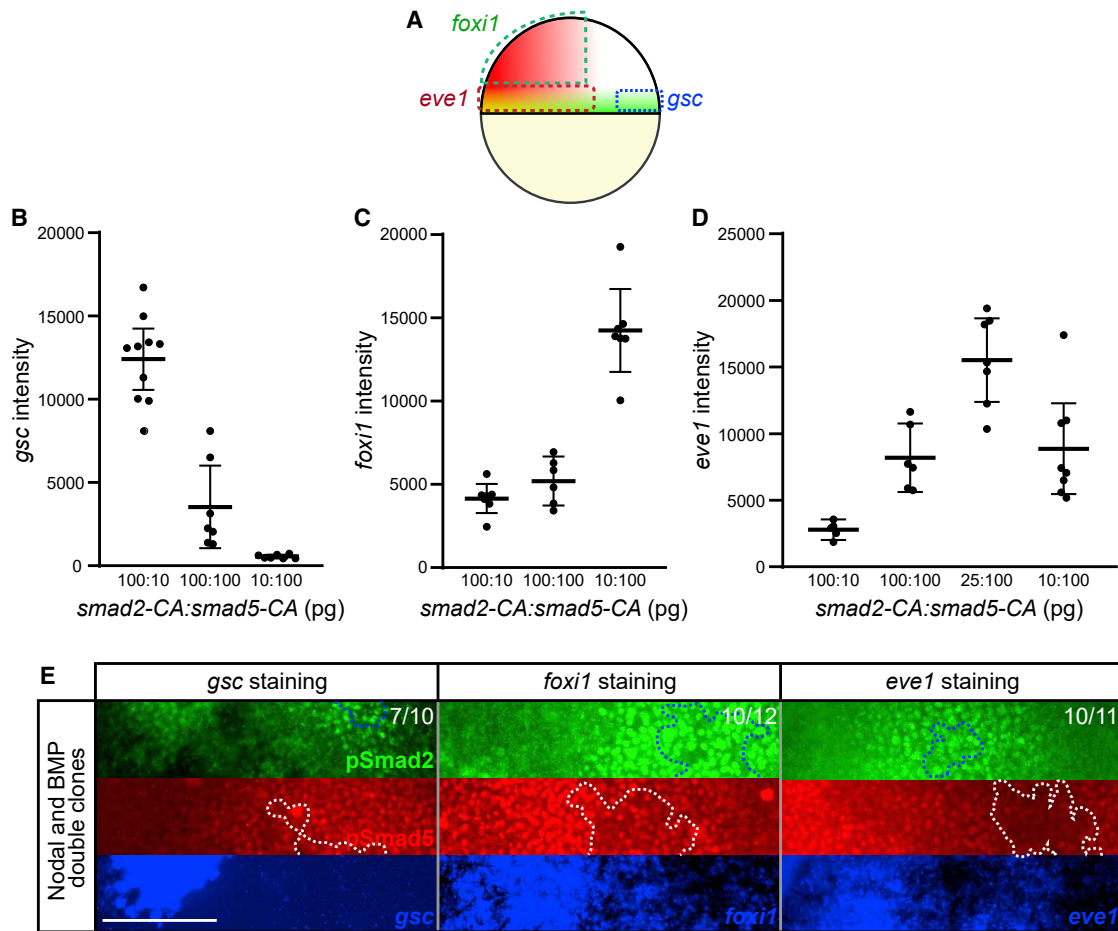 A
foxi1
eve1
gsc
B
20000
15000
10000
5000
0
gsc intensity
100:10
100:100
10:100
smad2-CA:smad5-CA (pg)
C
20000
15000
10000
5000
0
foxi1 intensity
100:10
100:100
10:100
smad2-CA:smad5-CA (pg)
D
25000
20000
15000
10000
5000
0
eve1 intensity
100:10
100:100
25:100
10:100
smad2-CA:smad5-CA (pg)
E
gsc staining
foxi1 staining
eve1 staining
Nodal and BMP
double clones
7/10
10/12
10/11
pSmad2
pSmad5
gsc
foxi1
eve1